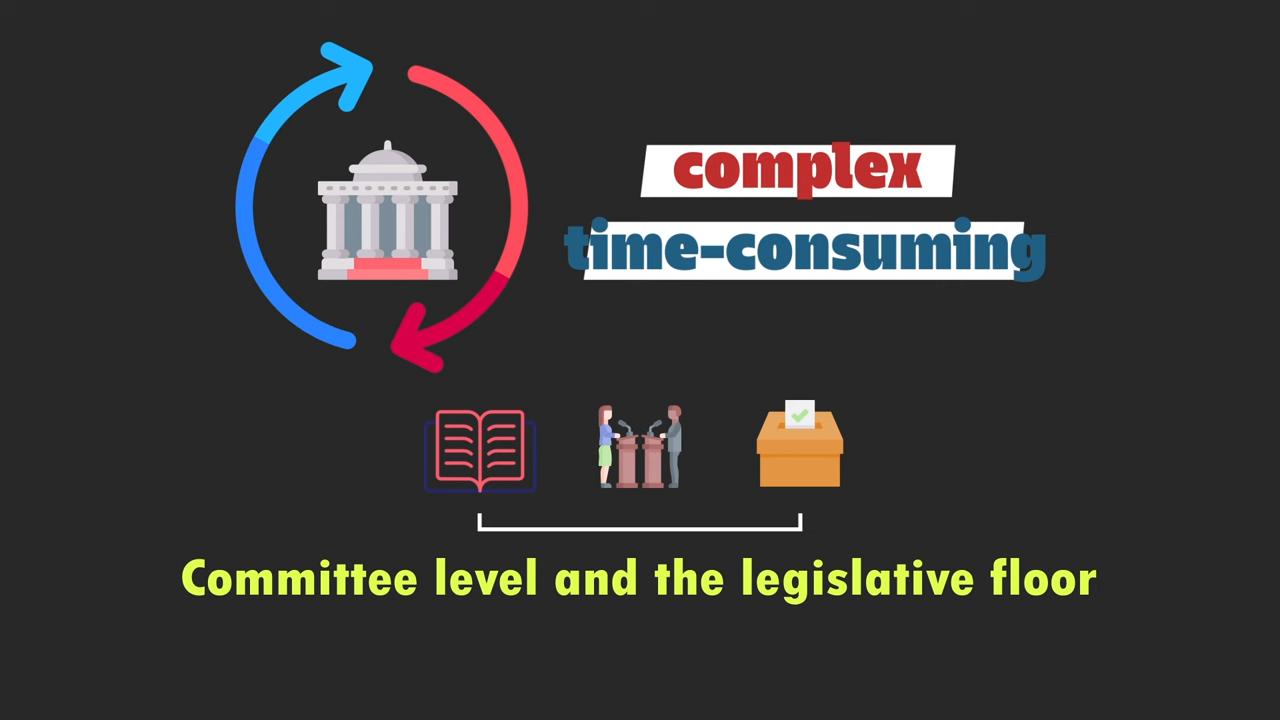 complex
time-consuming
Committee level and the legislative floor